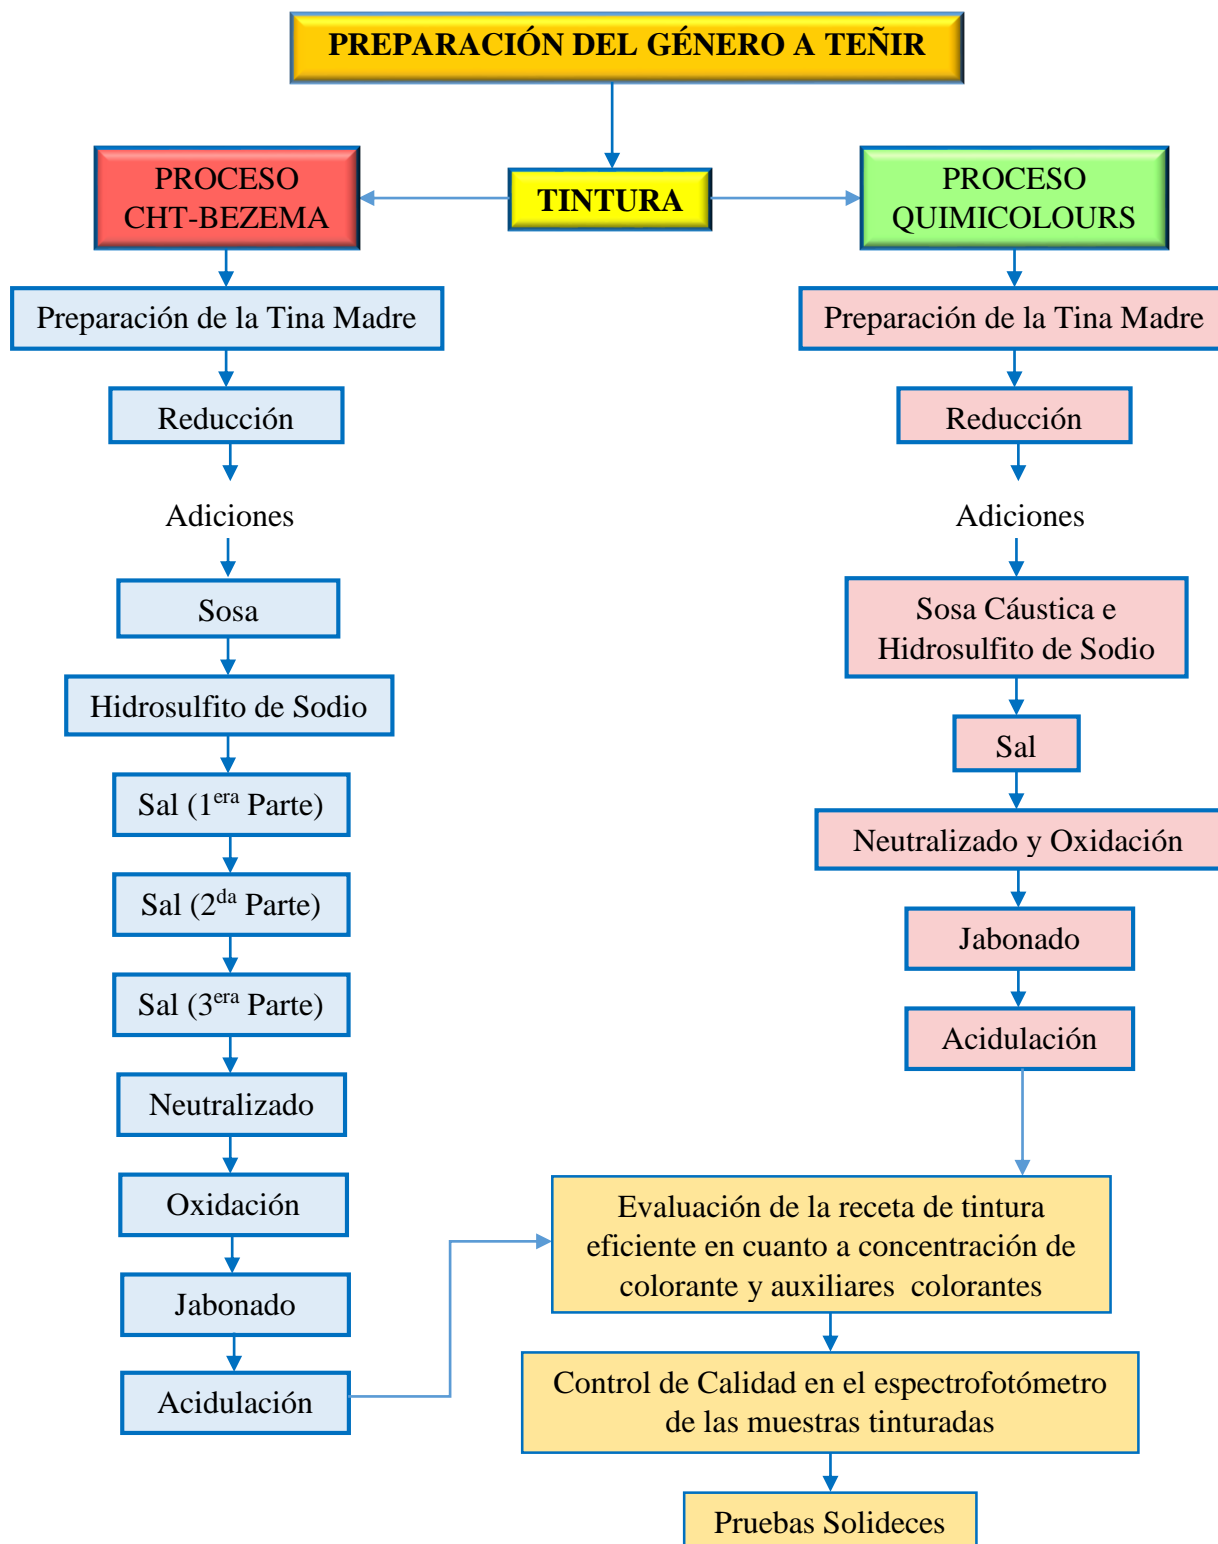 PREPARACIÓN DEL GÉNERO A TEÑIR
TINTURA
PROCESO
CHT-BEZEMA
Preparación de la Tina Madre
Reducción
Adiciones
Sosa
Hidrosulfito de Sodio
Sal (1era Parte)
Sal (2da Parte)
Sal (3era Parte)
Neutralizado
Oxidación
Jabonado
Acidulación
PROCESO
QUIMICOLOURS
Preparación de la Tina Madre
Reducción
Adiciones
Sosa Cáustica e
Hidrosulfito de Sodio
Sal
Neutralizado y Oxidación
Jabonado
Acidulación
Evaluación de la receta de tintura
eficiente en cuanto a concentración de
colorante y auxiliares colorantes
Control de Calidad en el espectrofotómetro
de las muestras tinturadas
Pruebas Solideces